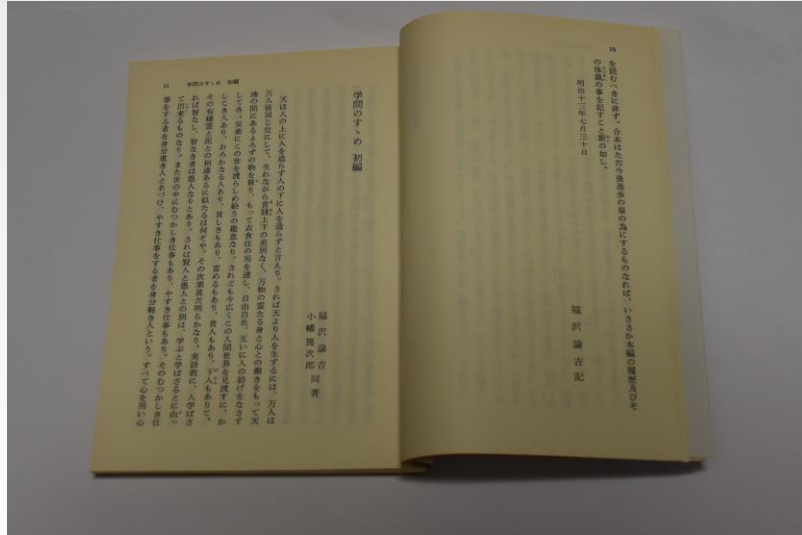 10
を読むべきに非ず。合本はただ今後進歩の輩の為にするものなれば、いささか本編の履歴及びそ
の体裁の事を記すこと斯の如し。
明治十三年七月三十日
福沢諭吉記
11 学問のすゝめ 初編
学問のすゝめ 初編
福沢諭吉
小幡篤次郎 同著
天は人の上に人を造らず人の下に人を造らずと言えり。されば天より人を生ずるには、万人は
万人皆同じ位にして、生れながら貴賤上下の差別なく、万物の霊たる身と心との働きをもって天
地の間にあるよろずの物を資り、もって衣食住の用を達し、自由自在、互いに人の妨げをなさず
して各〻安楽にこの世を渡らしめ給うの趣意なり。されども今広くこの人間世界を見渡すに、か
しこき人あり、おろかなる人あり、貧しきもあり、富めるもあり、貴人もあり、下人もありて、
その有様雲と泥との相違あるに似たるは何ぞや。その次第甚だ明らかなり。実語教に、人学ばざ
れば智なし、智なき者は愚人なりとあり。されば賢人と愚人との別は、学ぶと学ばざるとに由っ
て出来るものなり。また世の中にむつかしき仕事もあり、やすき仕事もあり。そのむつかしき仕
事をする者を身分重き人と名づけ、やすき仕事をする者を身分軽き人という。すべて心を用い心